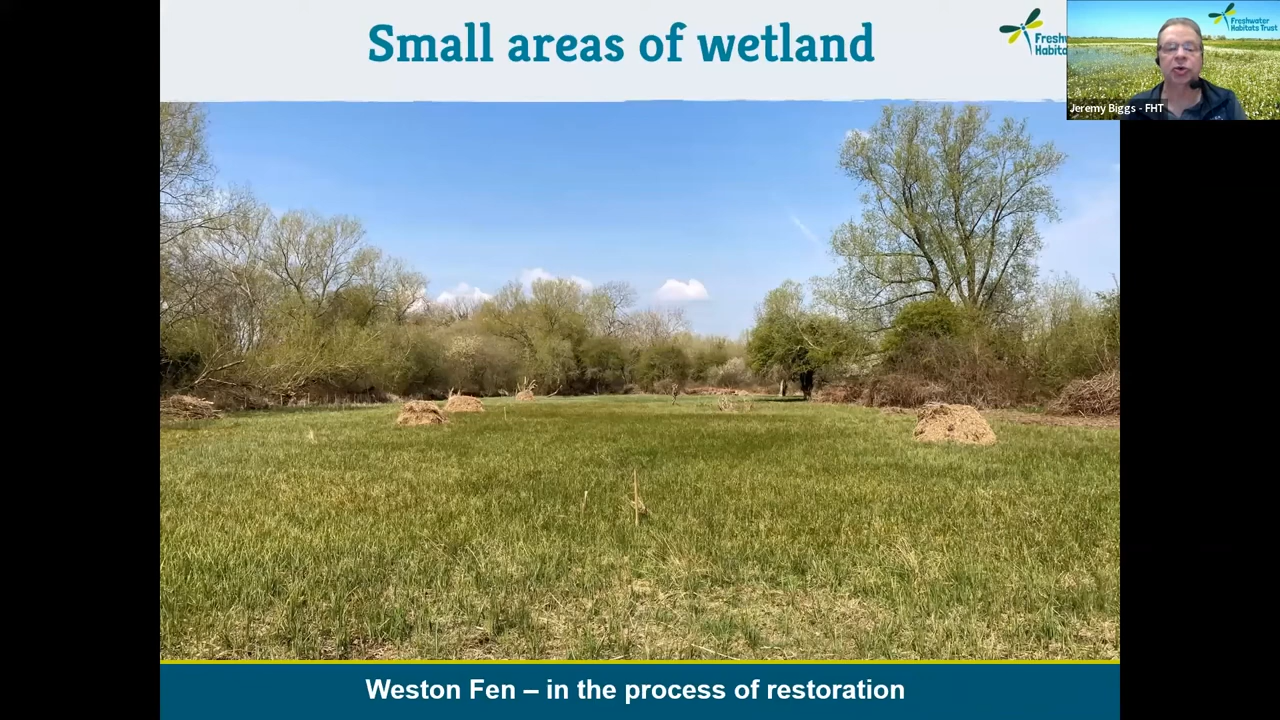 Small areas of wetland
Freshwater
Habitats Trust
Jeremy Biggs - FHT
Weston Fen – in the process of restoration